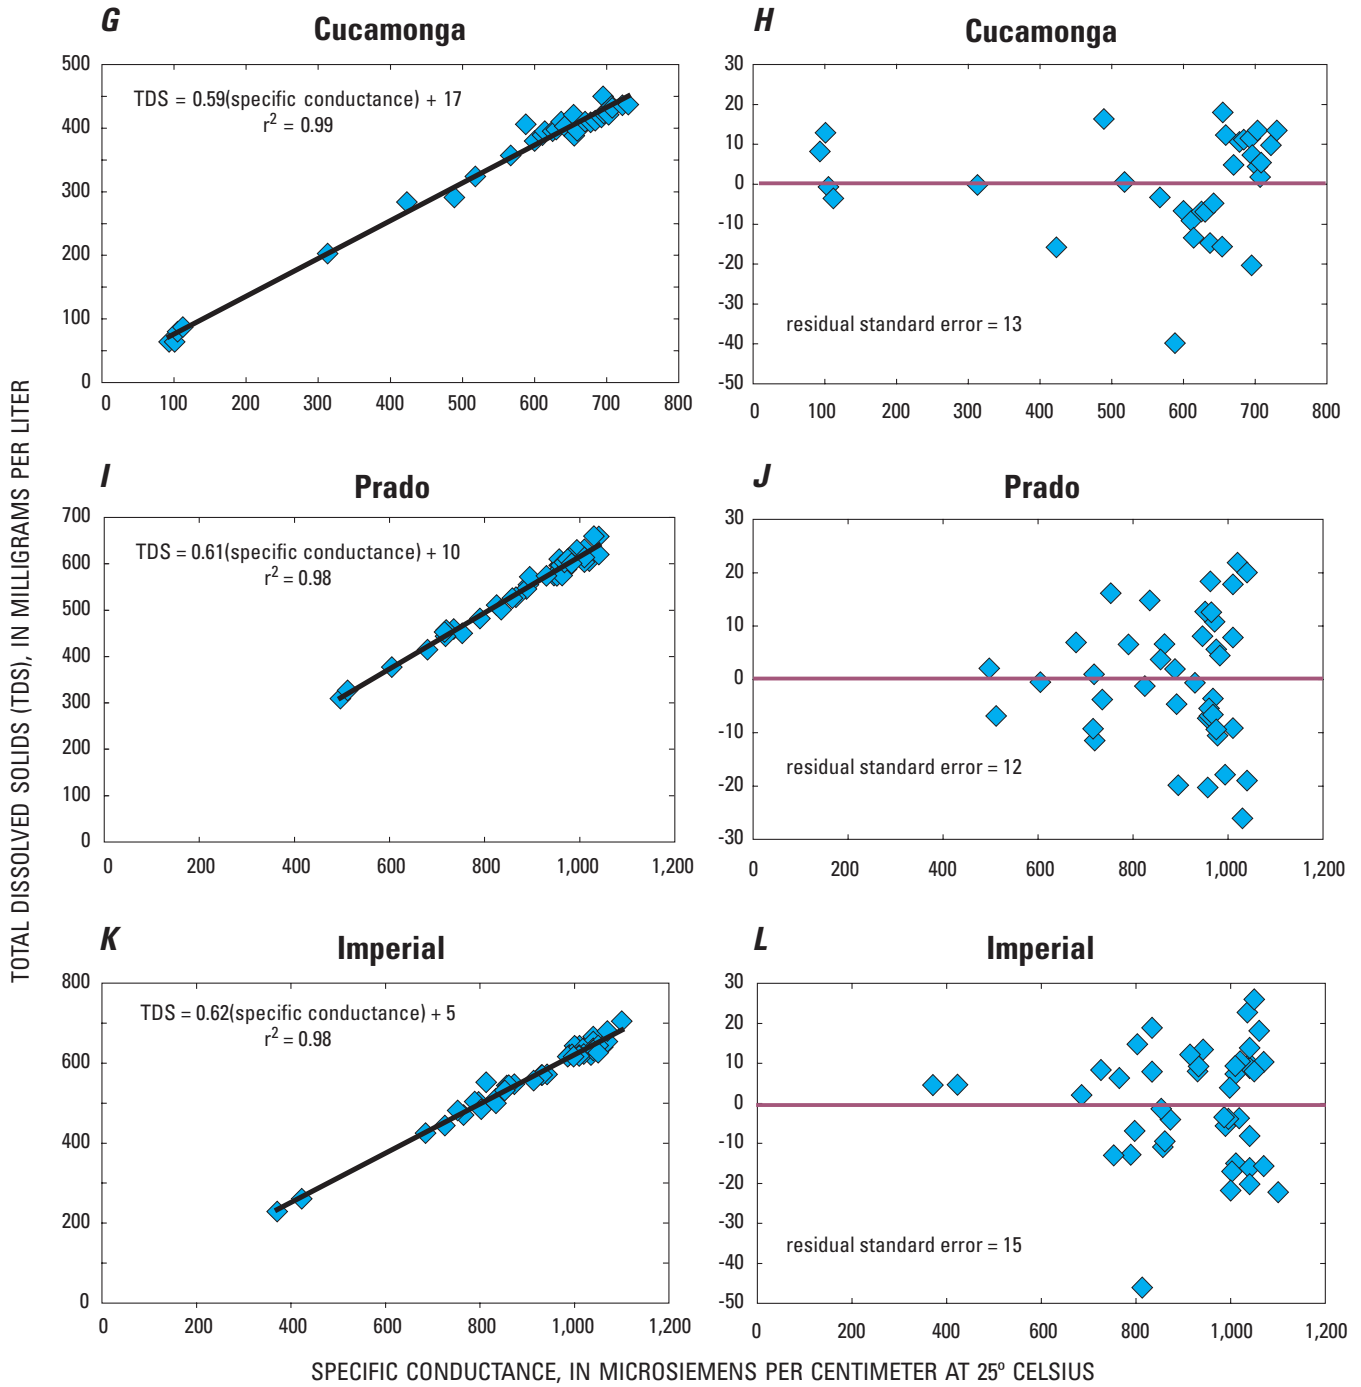 G
Cucamonga
H
Cucamonga
500
400
300
200
100
0
TDS = 0.59(specific conductance) + 17
r² = 0.99
0 100 200 300 400 500 600 700 800
30
20
10
0
-10
-20
-30
-40
-50
residual standard error = 13
0 100 200 300 400 500 600 700 800
I
Prado
J
Prado
700
600
500
400
300
200
100
0
TDS = 0.61(specific conductance) + 10
r² = 0.98
0 200 400 600 800 1,000 1,200
30
20
10
0
-10
-20
-30
residual standard error = 12
0 200 400 600 800 1,000 1,200
K
Imperial
L
Imperial
800
600
400
200
0
TDS = 0.62(specific conductance) + 5
r² = 0.98
0 200 400 600 800 1,000 1,200
30
20
10
0
-10
-20
-30
-40
-50
residual standard error = 15
0 200 400 600 800 1,000 1,200
TOTAL DISSOLVED SOLIDS (TDS), IN MILLIGRAMS PER LITER
SPECIFIC CONDUCTANCE, IN MICROSIEMENS PER CENTIMETER AT 25º CELSIUS